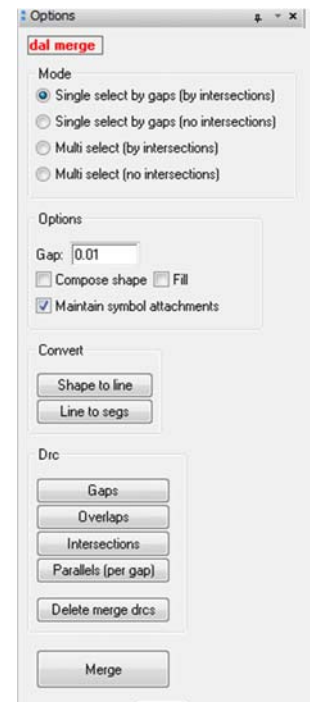 Options
dal merge
Mode
Single select by gaps (by intersections)
Single select by gaps (no intersections)
Multi select (by intersections)
Multi select (no intersections)
Options
Gap: 0.01
Compose shape Fill
Maintain symbol attachments
Convert
Shape to line
Line to segs
Drc
Gaps
Overlaps
Intersections
Parallels (per gap)
Delete merge drcs
Merge